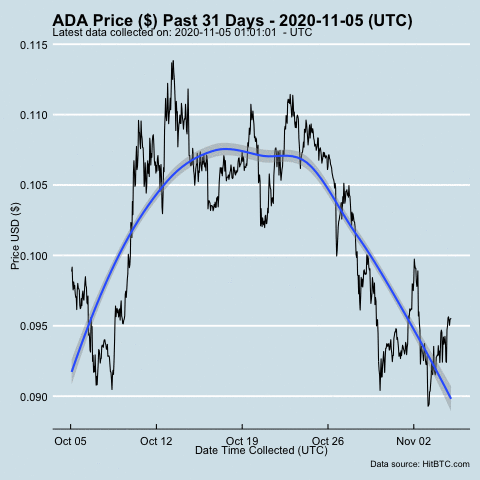 ADA Price ($) Past 31 Days - 2020-11-05 (UTC)
Latest data collected on: 2020-11-05 01:01:01 - UTC
0.115
0.110
0.105
0.100
0.095
0.090
Price USD ($)
Oct 05 Oct 12 Oct 19 Oct 26 Nov 02
Date Time Collected (UTC)
Data source: HitBTC.com